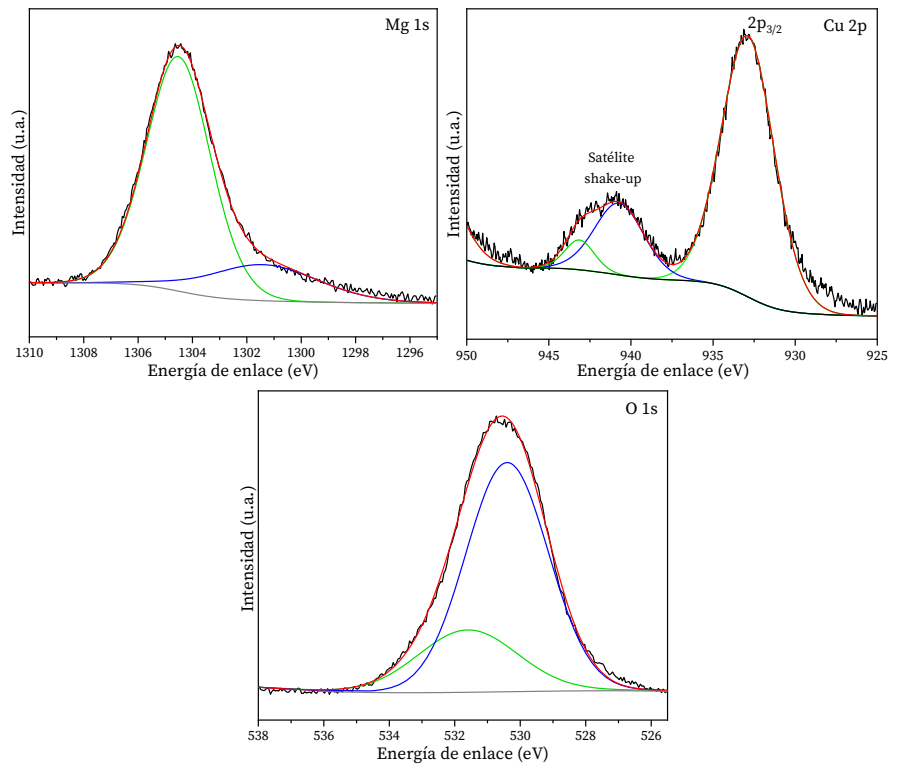 Mg 1s
Intensidad (u.a.)
1310 1308 1306 1304 1302 1300 1298 1296
Energía de enlace (eV)
2p3/2
Cu 2p
Satélite
shake-up
Intensidad (u.a.)
950 945 940 935 930 925
Energía de enlace (eV)
O 1s
Intensidad (u.a.)
538 536 534 532 530 528 526
Energía de enlace (eV)